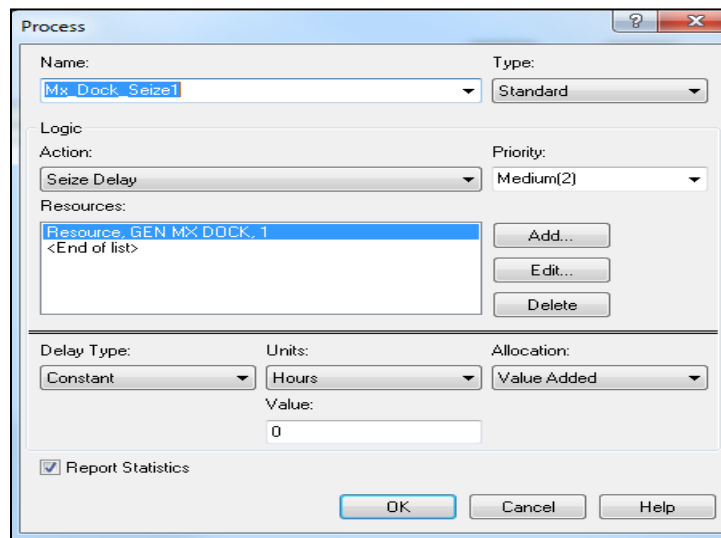 Process
Name: Type:
Mx_Dock_Seize1 Standard
Logic
Action: Priority:
Seize Delay Medium(2)
Resources:
Resource, GEN MX DOCK, 1
<End of list>
Add...
Edit...
Delete
Delay Type: Units: Allocation:
Constant Hours Value Added
Value:
0
Report Statistics
OK Cancel Help